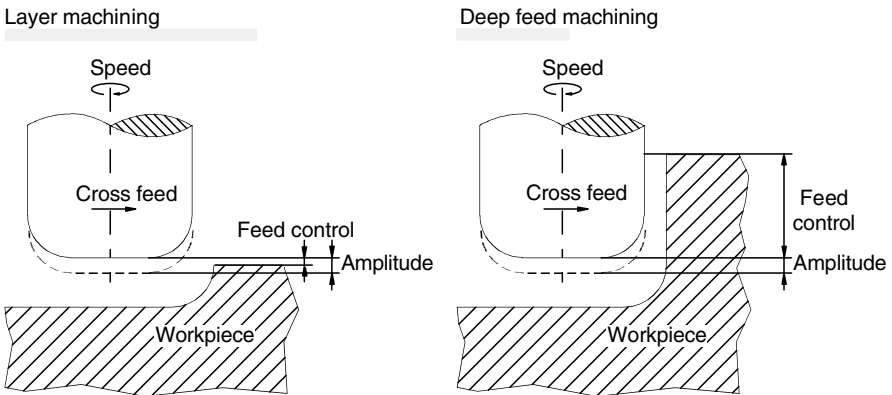 Layer machining
Speed
Cross feed
Feed control
Amplitude
Workpiece
Deep feed machining
Speed
Cross feed
Feed
control
Amplitude
Workpiece